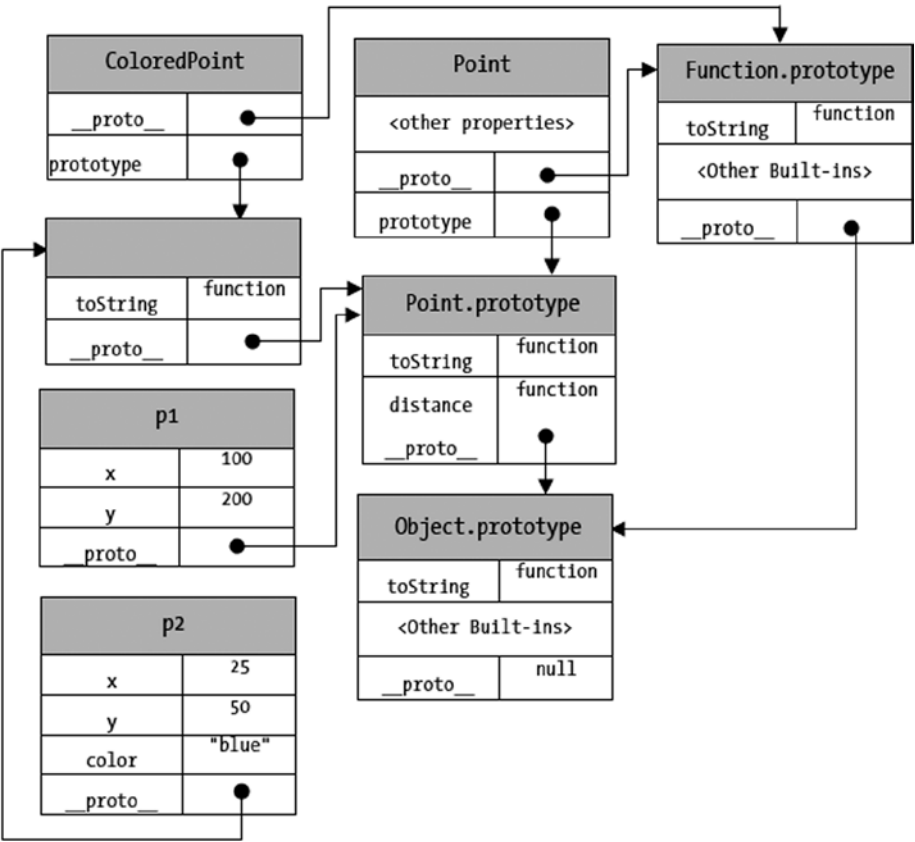 ColoredPoint
__proto__
prototype
Point
<other properties>
__proto__
prototype
Function.prototype
toString function
<Other Built-ins>
__proto__
toString function
__proto__
Point.prototype
toString function
distance function
__proto__
p1
x 100
y 200
__proto__
Object.prototype
toString function
<Other Built-ins>
__proto__ null
p2
x 25
y 50
color "blue"
__proto__